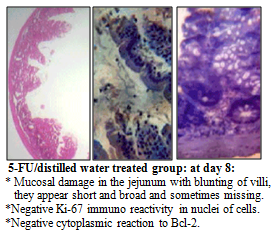 5-FU/distilled water treated group: at day 8:
* Mucosal damage in the jejunum with blunting of villi,
they appear short and broad and sometimes missing.
*Negative Ki-67 immuno reactivity in nuclei of cells.
*Negative cytoplasmic reaction to Bcl-2.